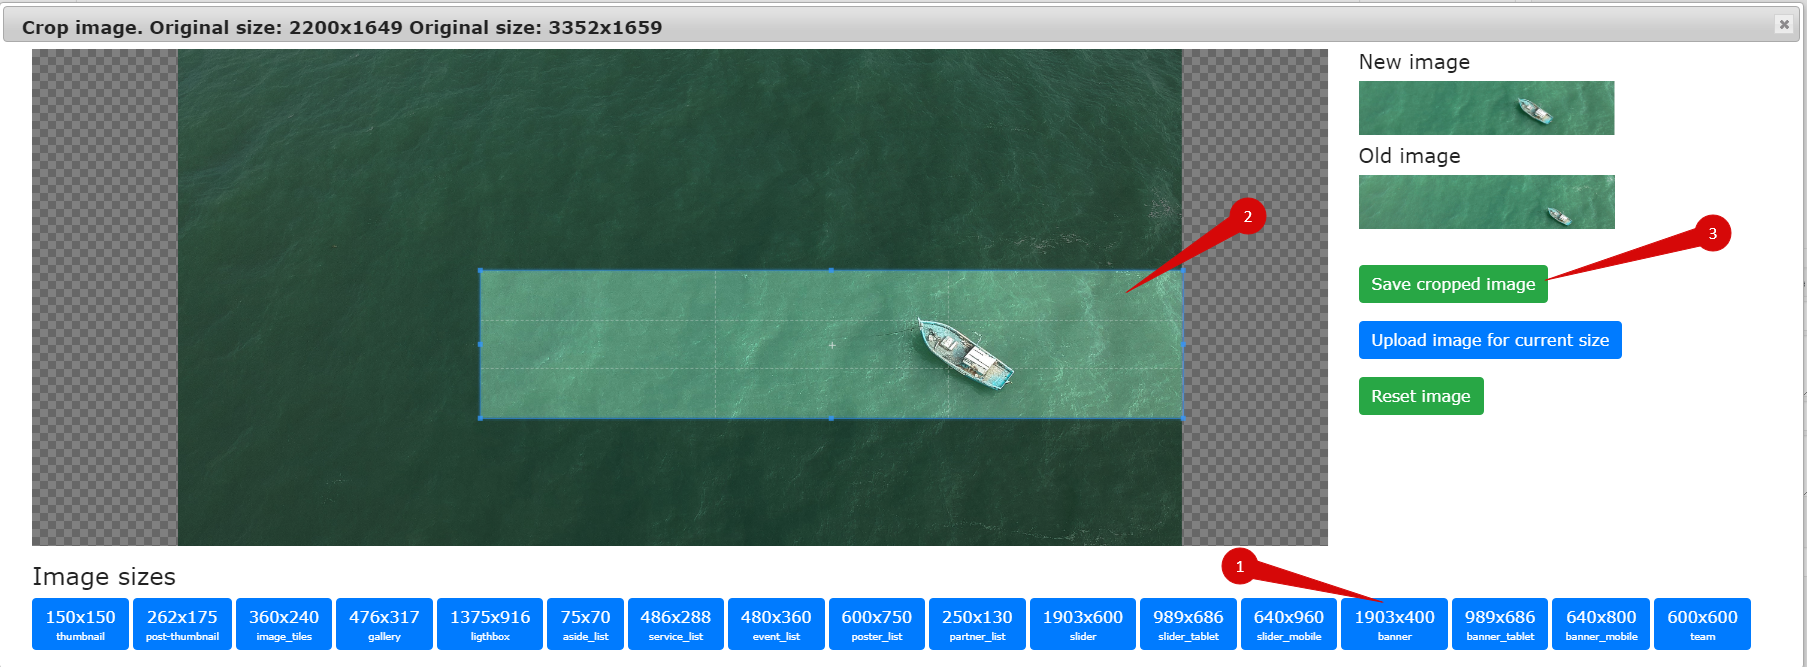 Crop image. Original size: 2200x1649 Original size: 3352x1659
New image
Old image
2
3
Save cropped image
Upload image for current size
Reset image
1
Image sizes
150x150 262x175 360x240 476x317 1375x916 75x70 486x288 480x360 600x750 250x130 1903x600 989x686 640x960 1903x400 989x686 640x800 600x600
thumbnail post-thumbnail image_tiles gallery ligthbox aside_list service_list event_list poster_list partner_list slider slider_tablet slider_mobile banner banner_tablet banner_mobile team